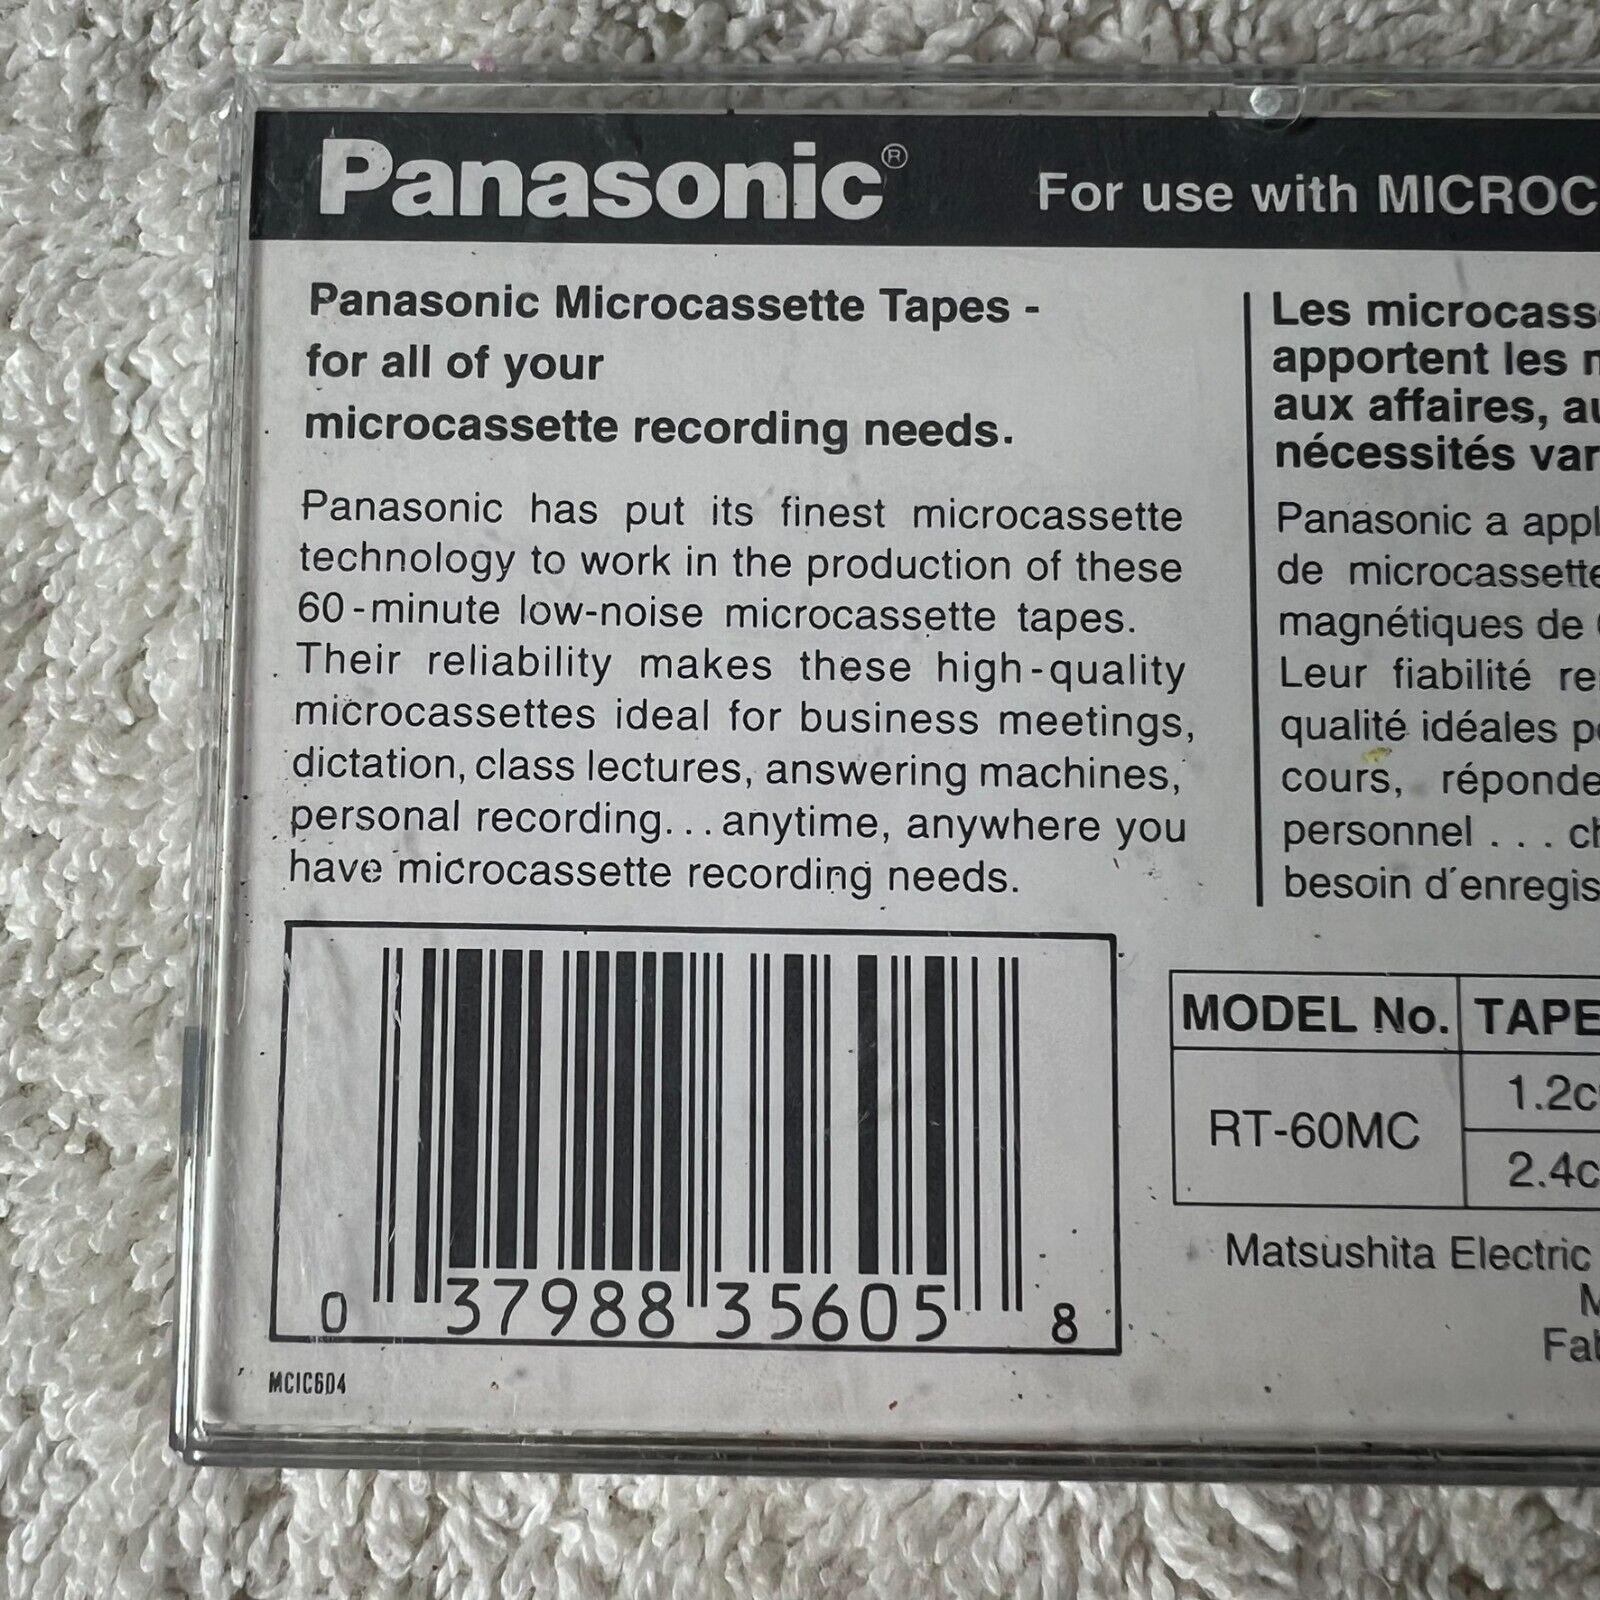 Panasonic®
For use with MICROC
Panasonic Microcassette Tapes -
for all of your
microcassette recording needs.
Panasonic has put its finest microcassette
technology to work in the production of these
60-minute low-noise microcassette tapes.
Their reliability makes these high-quality
microcassettes ideal for business meetings,
dictation, class lectures, answering machines,
personal recording...anytime, anywhere you
have microcassette recording needs.
Les microcass
apportent les
aux affaires,
nécessités var
Panasonic a appl
de microcassette
magnétiques de
Leur fiabilité re
qualité idéales
cours, réponde
personnel . . . ch
besoin d'enregis
0 37988 35605 8
MCIC604
MODEL No. TAPE
RT-60MC
1.2c
2.4c
Matsushita Electric